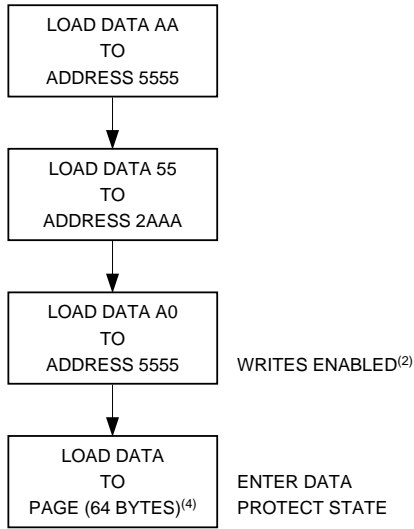 LOAD DATA AA
TO
ADDRESS 5555
LOAD DATA 55
TO
ADDRESS 2AAA
LOAD DATA A0
TO
ADDRESS 5555
WRITES ENABLED(2)
LOAD DATA
TO
PAGE (64 BYTES)(4)
ENTER DATA
PROTECT STATE